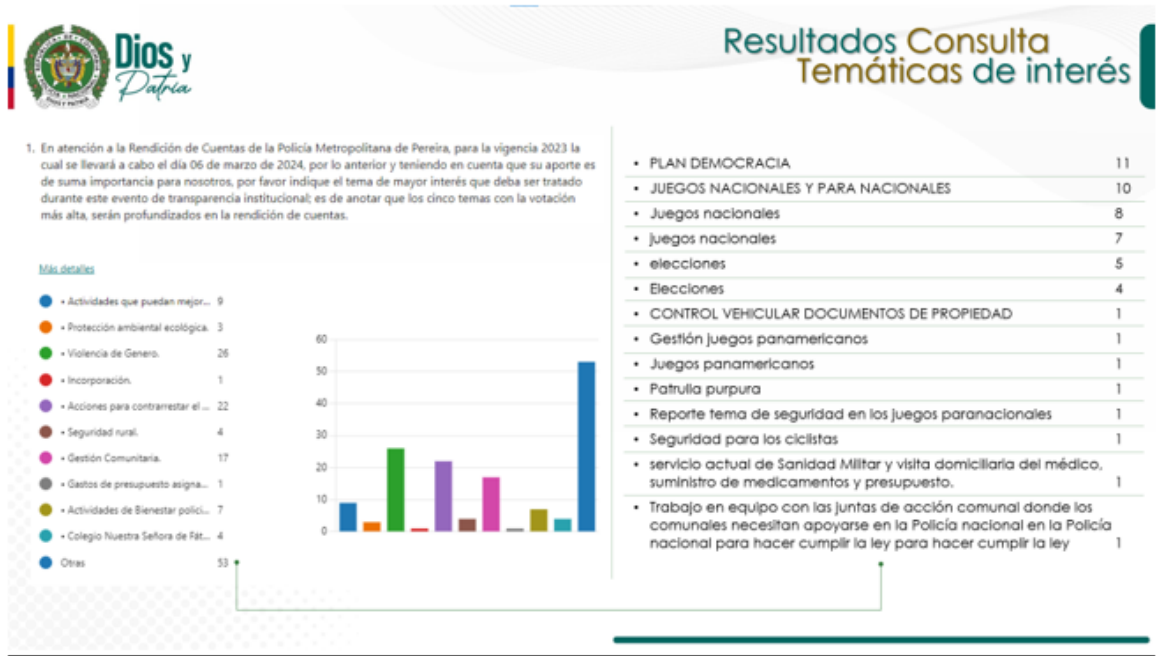 Dios y
Patria
Resultados Consulta
Temáticas de interés
1. En atención a la Rendición de Cuentas de la Policía Metropolitana de Pereira, para la vigencia 2023 la
cual se llevará a cabo el día 06 de marzo de 2024, por lo anterior y teniendo en cuenta que su aporte es
de suma importancia para nosotros, por favor indique el tema de mayor interés que deba ser tratado
durante este evento de transparencia institucional; es de anotar que los cinco temas con la votación
más alta, serán profundizados en la rendición de cuentas.
Más detalles
• Actividades que puedan mejor... 9
• Protección ambiental ecológica. 3
• Violencia de Genero. 26
• Incorporación. 1
• Acciones para contrarrestar el ... 22
• Seguridad rural. 4
• Gestión Comunitaria. 17
• Gastos de presupuesto asigna... 1
• Actividades de Bienestar polici... 7
• Colegio Nuestra Señora de Fát... 4
Otras 53
60
50
40
30
20
10
0
• PLAN DEMOCRACIA 11
• JUEGOS NACIONALES Y PARA NACIONALES 10
• Juegos nacionales 8
• juegos nacionales 7
• elecciones 5
• Elecciones 4
• CONTROL VEHICULAR DOCUMENTOS DE PROPIEDAD 1
• Gestión juegos panamericanos 1
• Juegos panamericanos 1
• Patrulla purpura 1
• Reporte tema de seguridad en los juegos paranacionales 1
• Seguridad para los ciclistas 1
• servicio actual de Sanidad Militar y visita domiciliaria del médico,
suministro de medicamentos y presupuesto. 1
• Trabajo en equipo con las juntas de acción comunal donde los
comunales necesitan apoyarse en la Policía nacional en la Policía
nacional para hacer cumplir la ley para hacer cumplir la ley 1